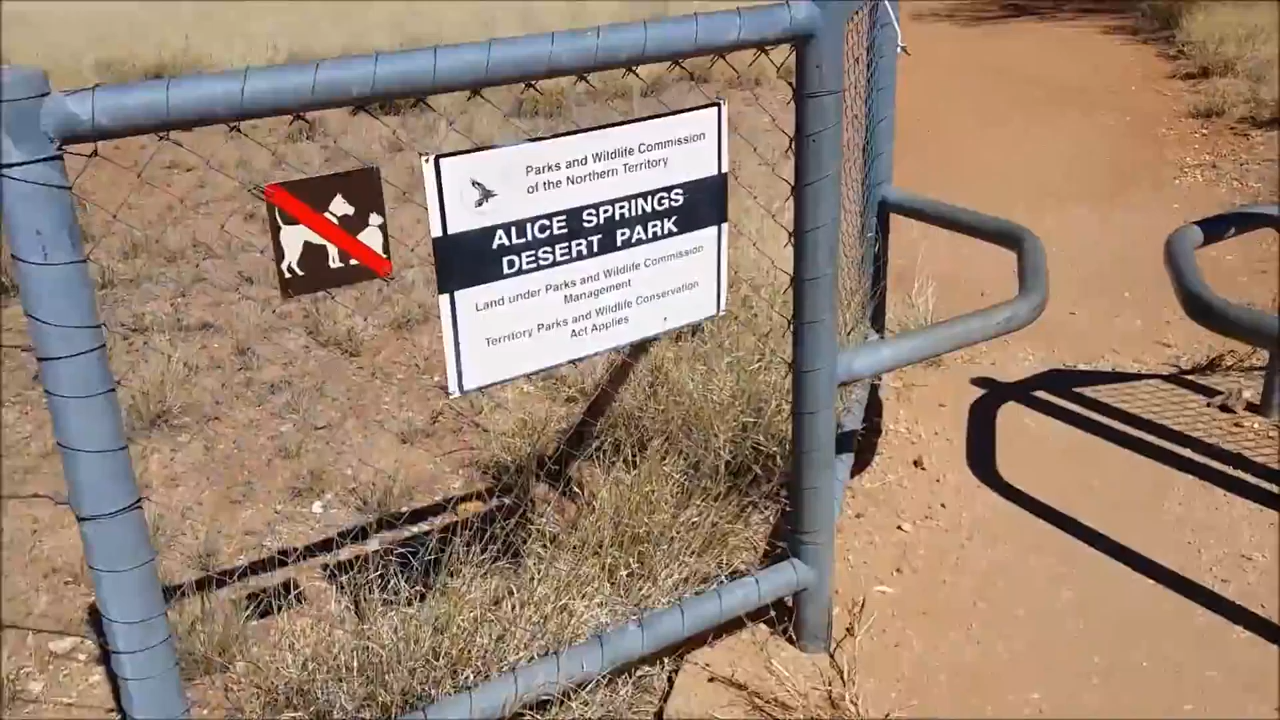 Parks and Wildlife Commission
of the Northern Territory
ALICE SPRINGS
DESERT PARK
Land under Parks and Wildlife Commission
Management
Territory Parks and Wildlife Conservation
Act Applies